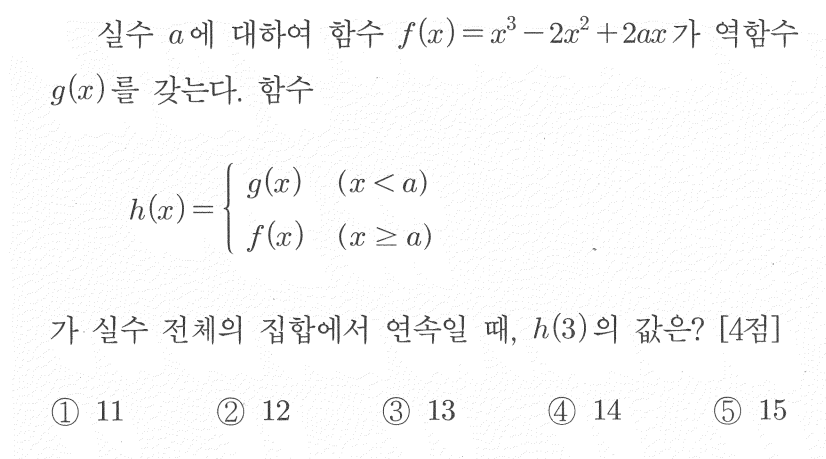 실수 a에 대하여 함수 f(x)=x³−2x²+2ax가 역함수
g(x)를 갖는다. 함수
h(x)={ g(x) (x<a)
f(x) (x≥a)
가 실수 전체의 집합에서 연속일 때, h(3)의 값은? [4점]
① 11 ② 12 ③ 13 ④ 14 ⑤ 15